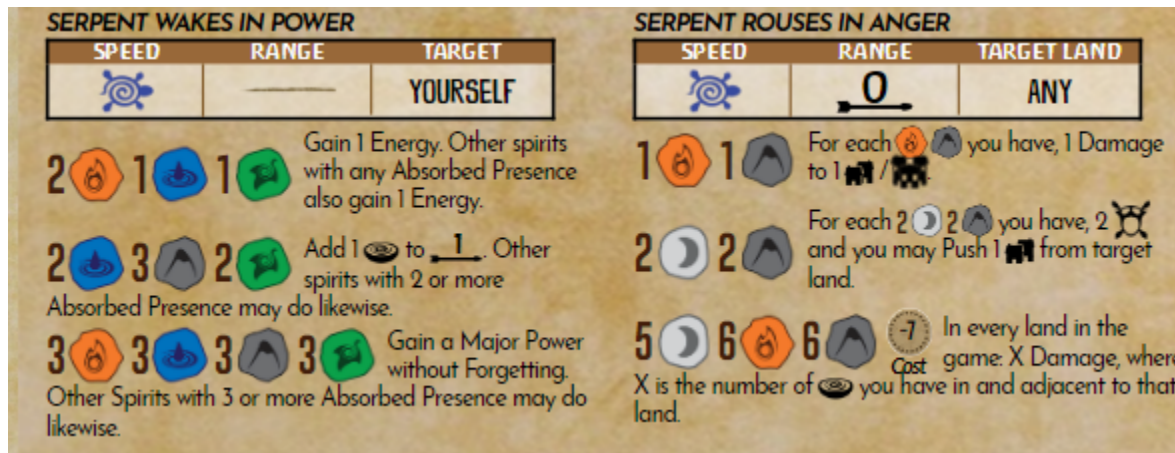 SERPENT WAKES IN POWER
SPEED RANGE TARGET
YOURSELF
2 1 1 Gain 1 Energy. Other spirits
with any Absorbed Presence
also gain 1 Energy.
2 3 2 Add 1 to 1. Other
spirits with 2 or more
Absorbed Presence may do likewise.
3 3 3 3 Gain a Major Power
without Forgetting.
Other Spirits with 3 or more Absorbed Presence may do
likewise.
SERPENT ROUSES IN ANGER
SPEED RANGE TARGET LAND
0 ANY
1 1 For each you have, 1 Damage
to 1 / .
2 2 For each 2 2 you have, 2
and you may Push 1 from target
land.
5 6 6 -7 In every land in the
Cost game: X Damage, where
X is the number of you have in and adjacent to that
land.